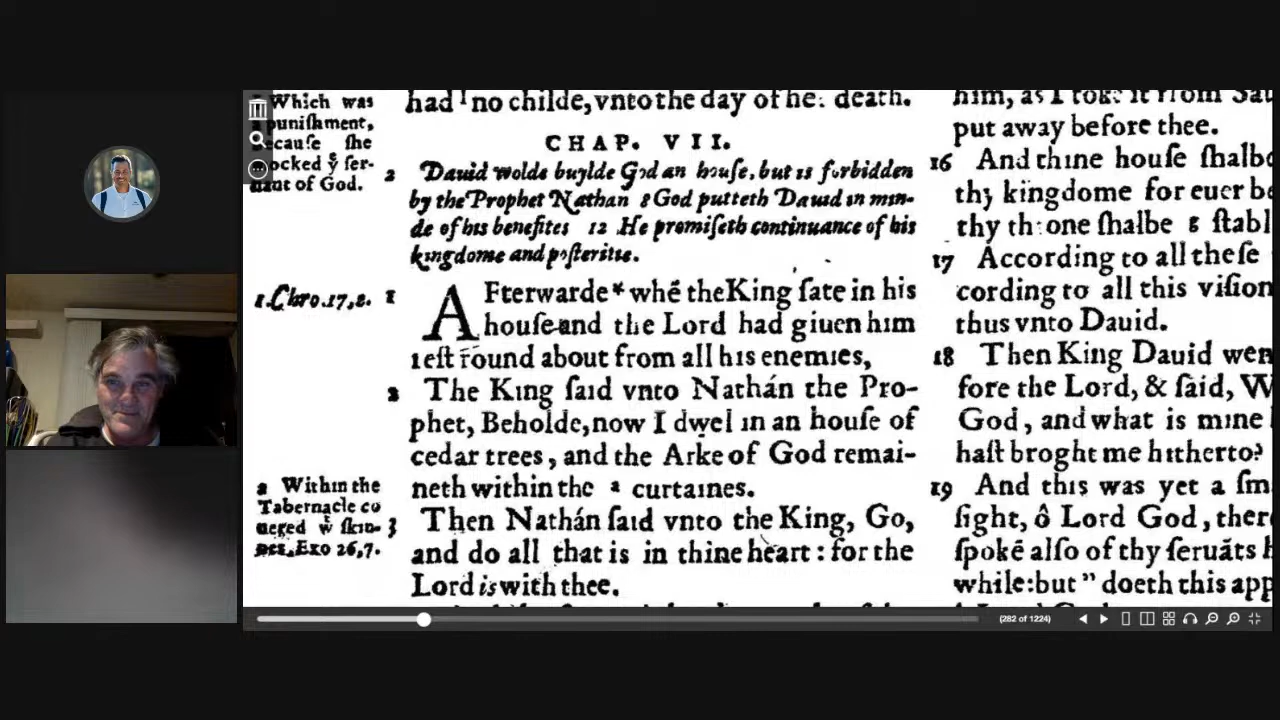 Which was
puniſhment,
ecauſe ſhe
mocked ẏ ſer-
uant of God.
had no childe, vnto the day of her death.
CHAP. VII.
2 Dauid wolde buylde God an houſe, but is forbidden
by the Prophet Nathan 8 God putteth Dauid in min-
de of his benefites 12 He promiſeth continuance of his
kingdome and poſteritie.
1.Chro.17,2. 1
AFterwarde * whẽ the King ſate in his
houſe and the Lord had giuen him
reſt round about from all his enemies,
2 The King ſaid vnto Nathán the Pro-
phet, Beholde, now I dwel in an houſe of
cedar trees, and the Arke of God remai-
neth within the a curtaines.
a Within the
Tabernacle co
uered ẇ ſkin-
nes. Exo 26,7.
3 Then Nathán ſaid vnto the King, Go,
and do all that is in thine heart : for the
Lord is with thee.
him, as I toke it from
put away before thee.
16 And thine houſe ſhalbe
thy kingdome for euer
thy throne ſhalbe g
17 According to all theſe
cording to all this viſion
thus vnto Dauid.
18 Then King Dauid
fore the Lord, & ſaid,
God, and what is mine
haſt broght me hitherto?
19 And this was yet a
ſight, ô Lord God,
ſpokẽ alſo of thy ſeruãts
while: but " doeth this
(282 of 1224)